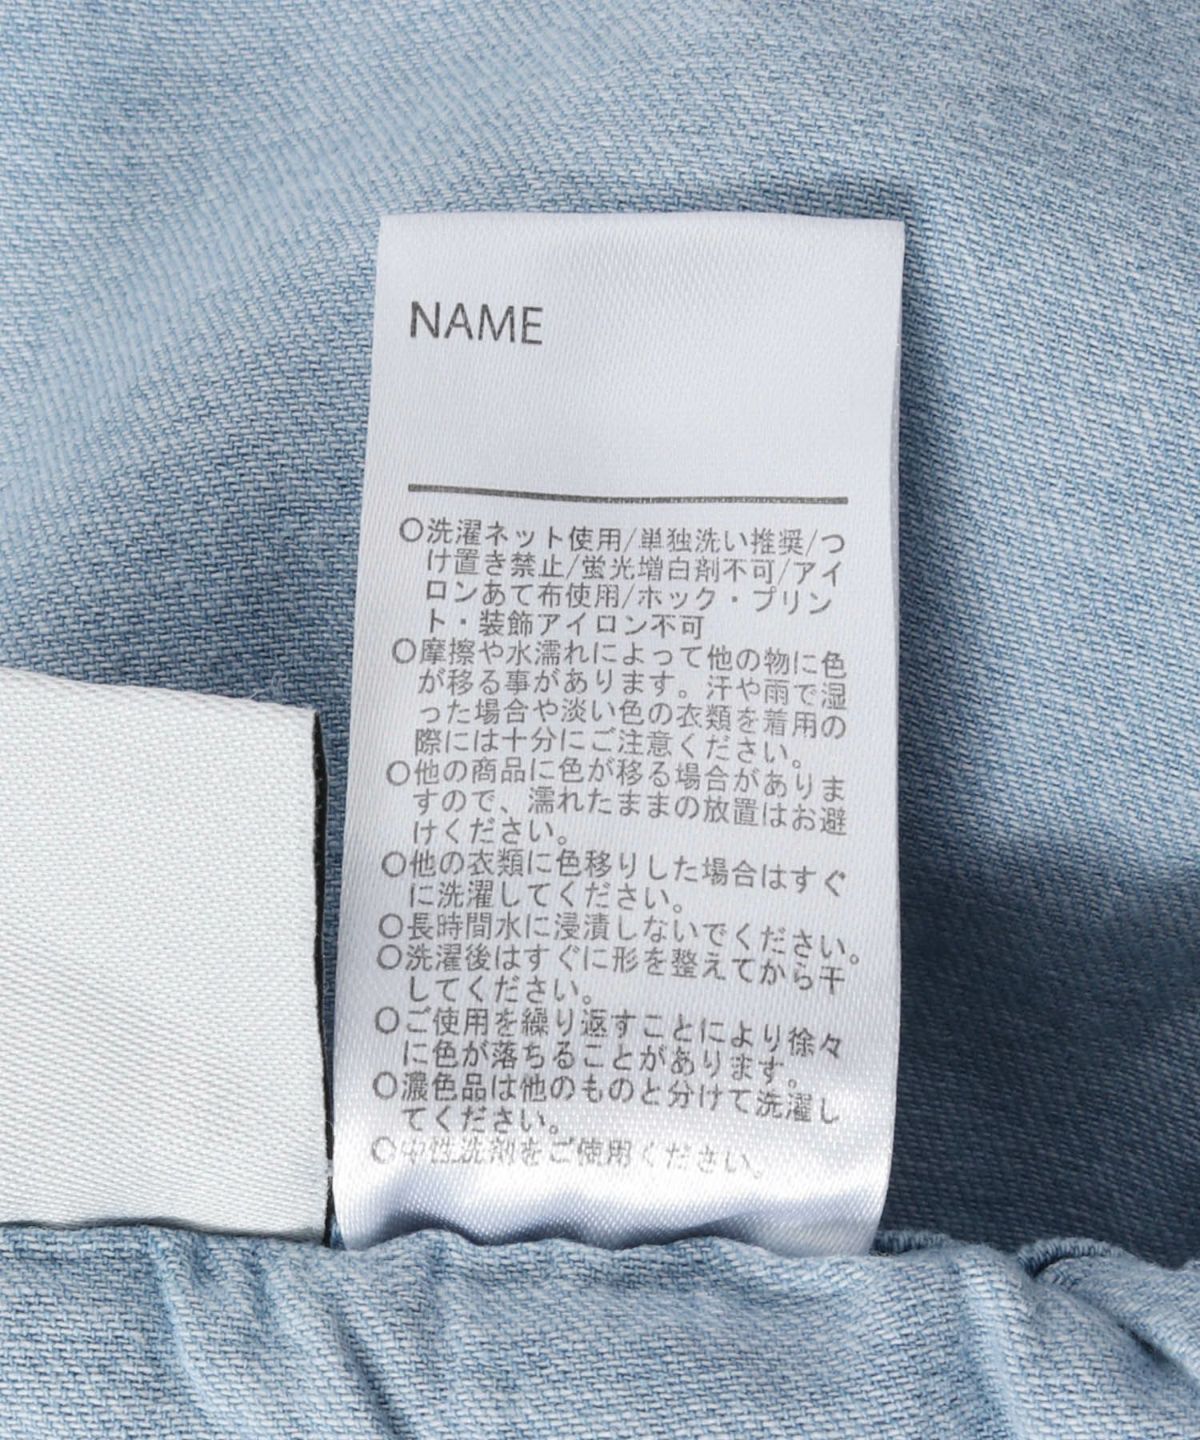 NAME
○洗濯ネット使用/単独洗い推奨/つ
け置き禁止/蛍光増白剤不可/アイ
ロンあて布使用/ホック・プリン
ト・装飾アイロン不可
○摩擦や水濡れによって他の物に色
が移る事があります。汗や雨で湿
った場合や淡い色の衣類を着用の
際には十分にご注意ください。
○他の商品に色が移る場合がありま
すので、濡れたままの放置はお避
けください。
○他の衣類に色移りした場合はすぐ
に洗濯してください。
○長時間水に浸漬しないでください。
○洗濯後はすぐに形を整えてから干
してください。
○ご使用を繰り返すことにより徐々
に色が落ちることがあります。
○濃色品は他のものと分けて洗濯し
てください。
○中性洗剤をご使用ください。